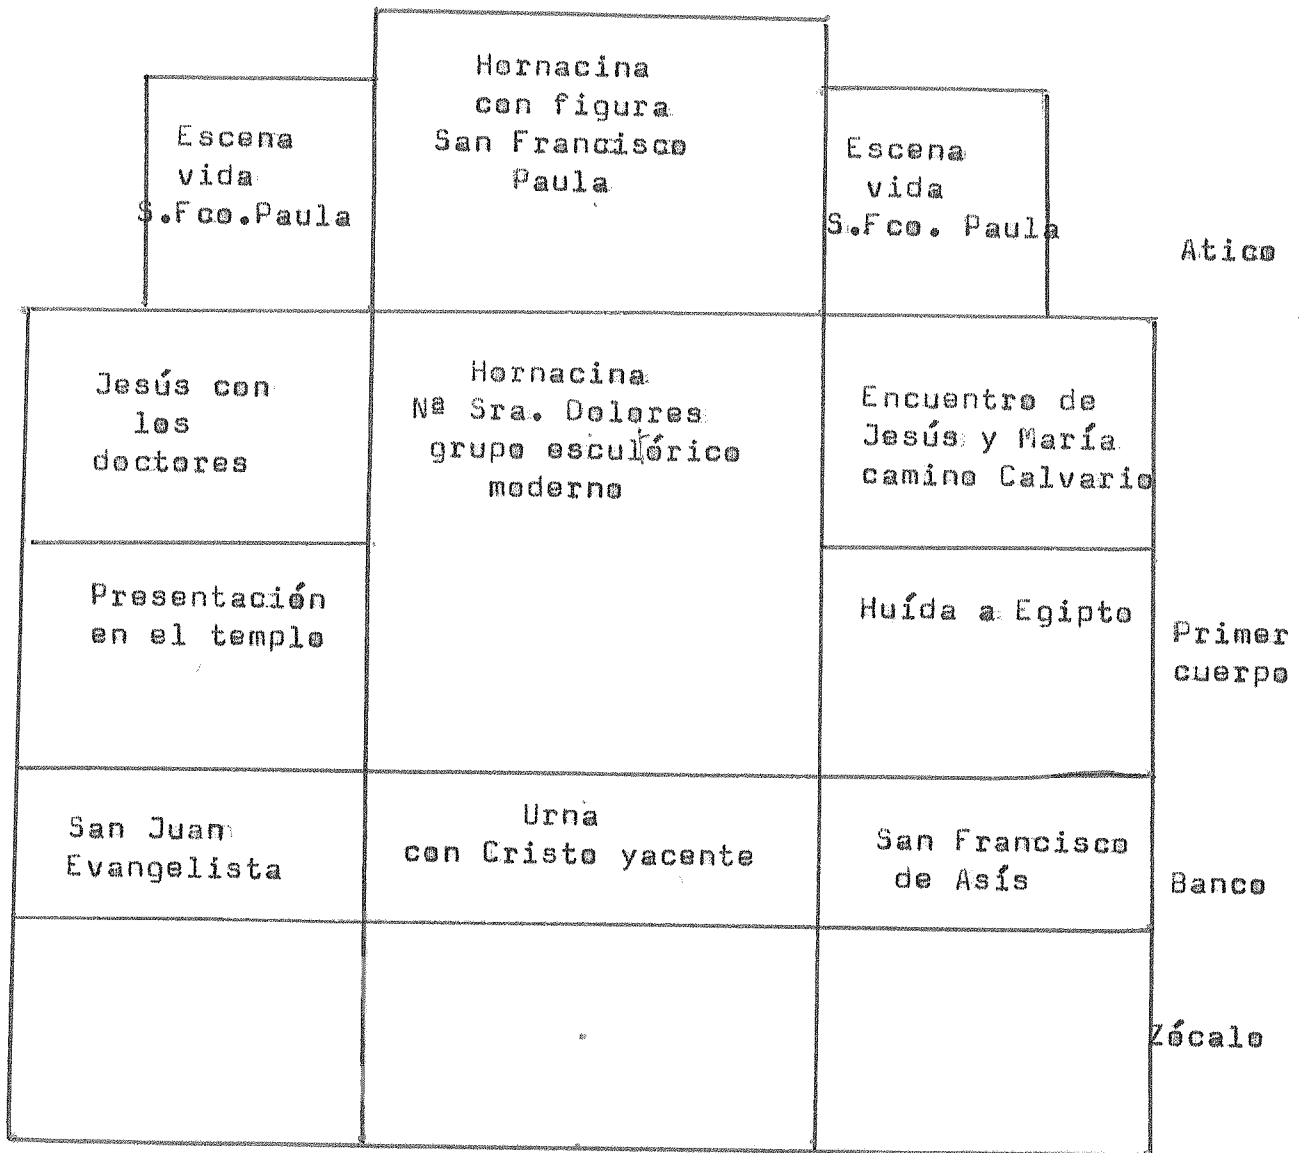 Hornacina
con figura
San Francisco
Paula
Escena
vida
S.Fco.Paula
Escena
vida
S.Fco. Paula
Atico
Jesús con
los
doctores
Hornacina
Nª Sra. Dolores
grupo escultórico
moderno
Encuentro de
Jesús y María
camino Calvario
Presentación
en el templo
Huída a Egipto
Primer
cuerpo
San Juan
Evangelista
Urna
con Cristo yacente
San Francisco
de Asís
Banco
Zócalo